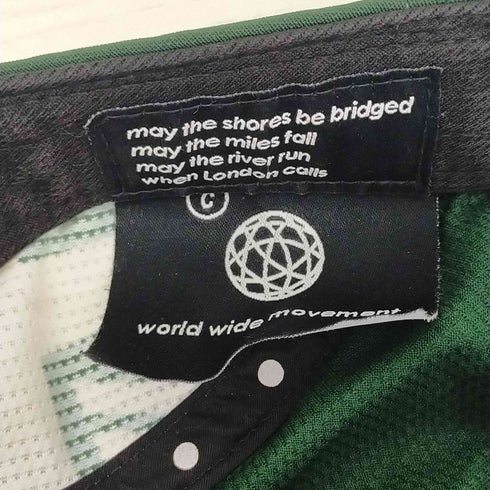 may the shores be bridged
may the miles fall
may the river run
when London calls
C
world wide movement